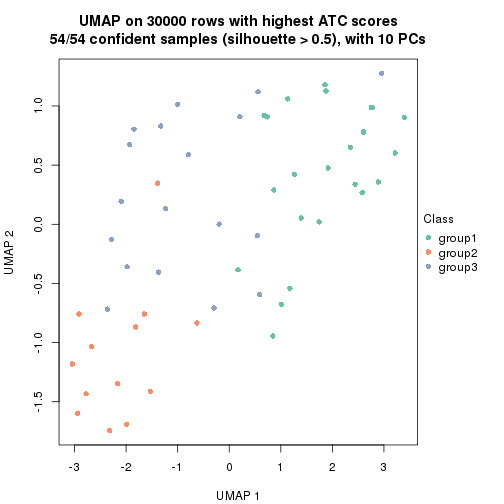 UMAP on 30000 rows with highest ATC scores
54/54 confident samples (silhouette > 0.5), with 10 PCs
1.0
0.5
0.0
-0.5
-1.0
-1.5
UMAP 2
-3 -2 -1 0 1 2 3
UMAP 1
Class
group1
group2
group3